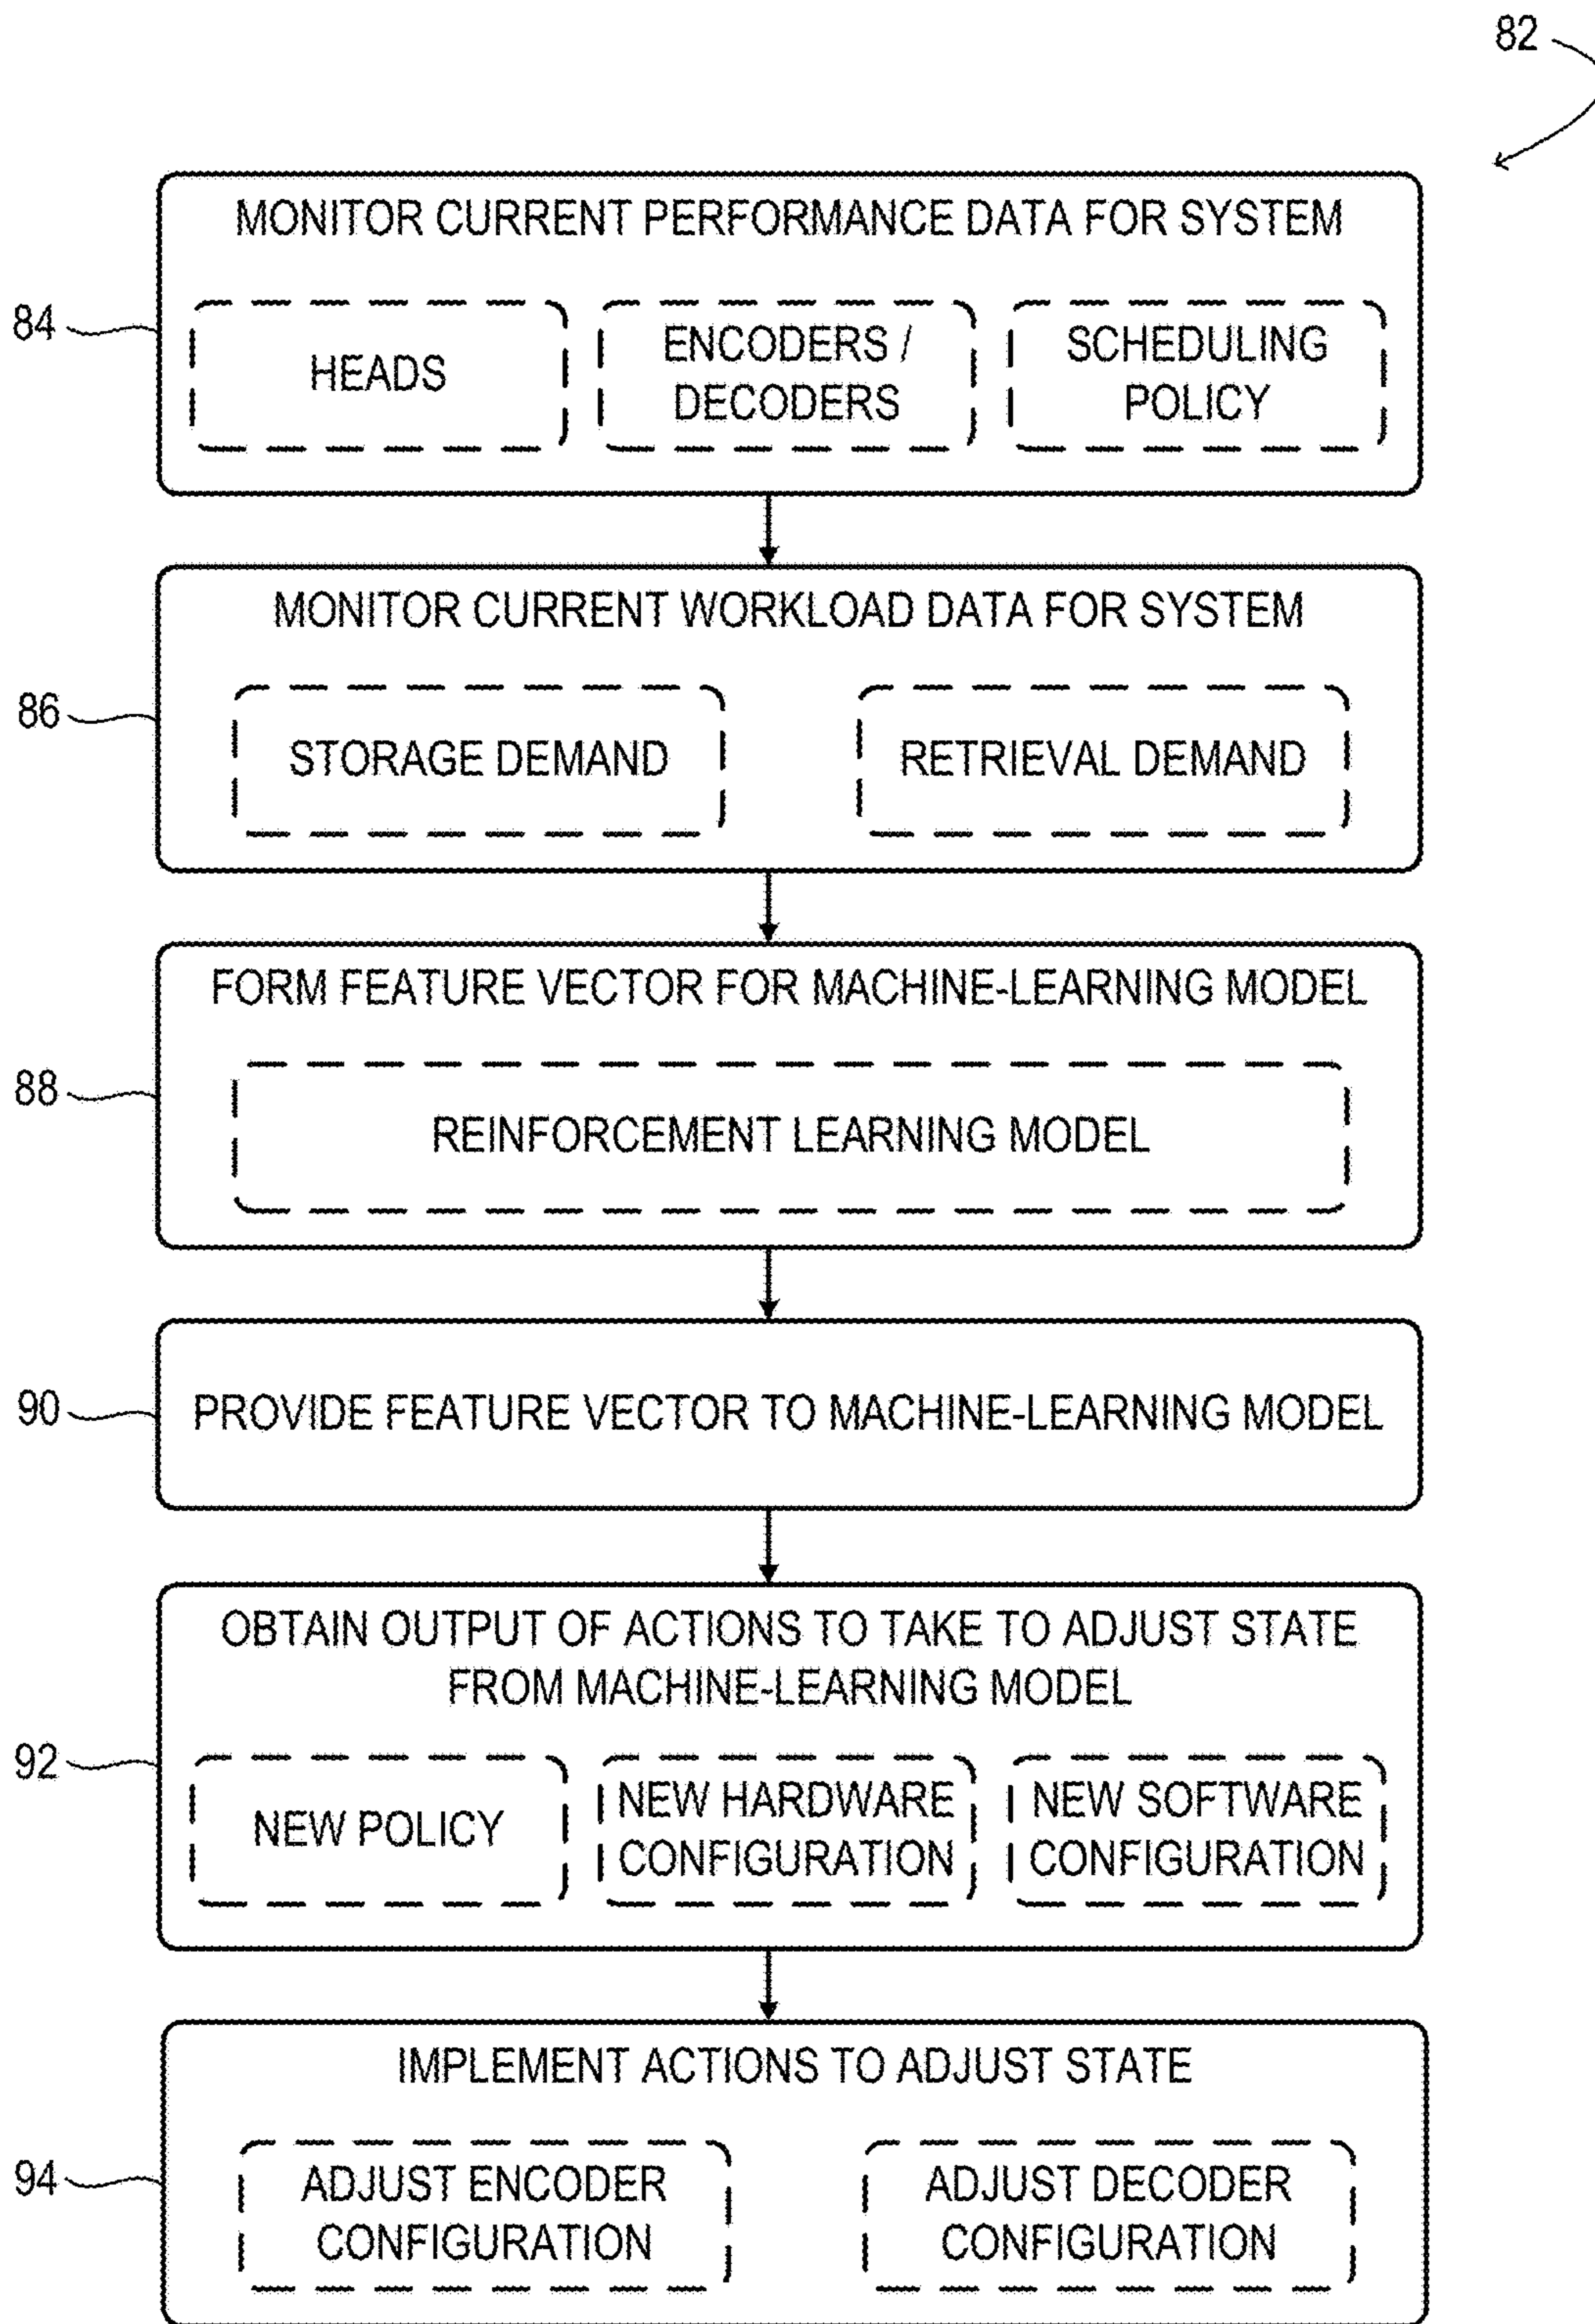 82
MONITOR CURRENT PERFORMANCE DATA FOR SYSTEM
84
HEADS
ENCODERS /
DECODERS
SCHEDULING
POLICY
MONITOR CURRENT WORKLOAD DATA FOR SYSTEM
86
STORAGE DEMAND
RETRIEVAL DEMAND
FORM FEATURE VECTOR FOR MACHINE-LEARNING MODEL
88
REINFORCEMENT LEARNING MODEL
90
PROVIDE FEATURE VECTOR TO MACHINE-LEARNING MODEL
OBTAIN OUTPUT OF ACTIONS TO TAKE TO ADJUST STATE
FROM MACHINE-LEARNING MODEL
92
NEW POLICY
NEW HARDWARE
CONFIGURATION
NEW SOFTWARE
CONFIGURATION
IMPLEMENT ACTIONS TO ADJUST STATE
94
ADJUST ENCODER
CONFIGURATION
ADJUST DECODER
CONFIGURATION